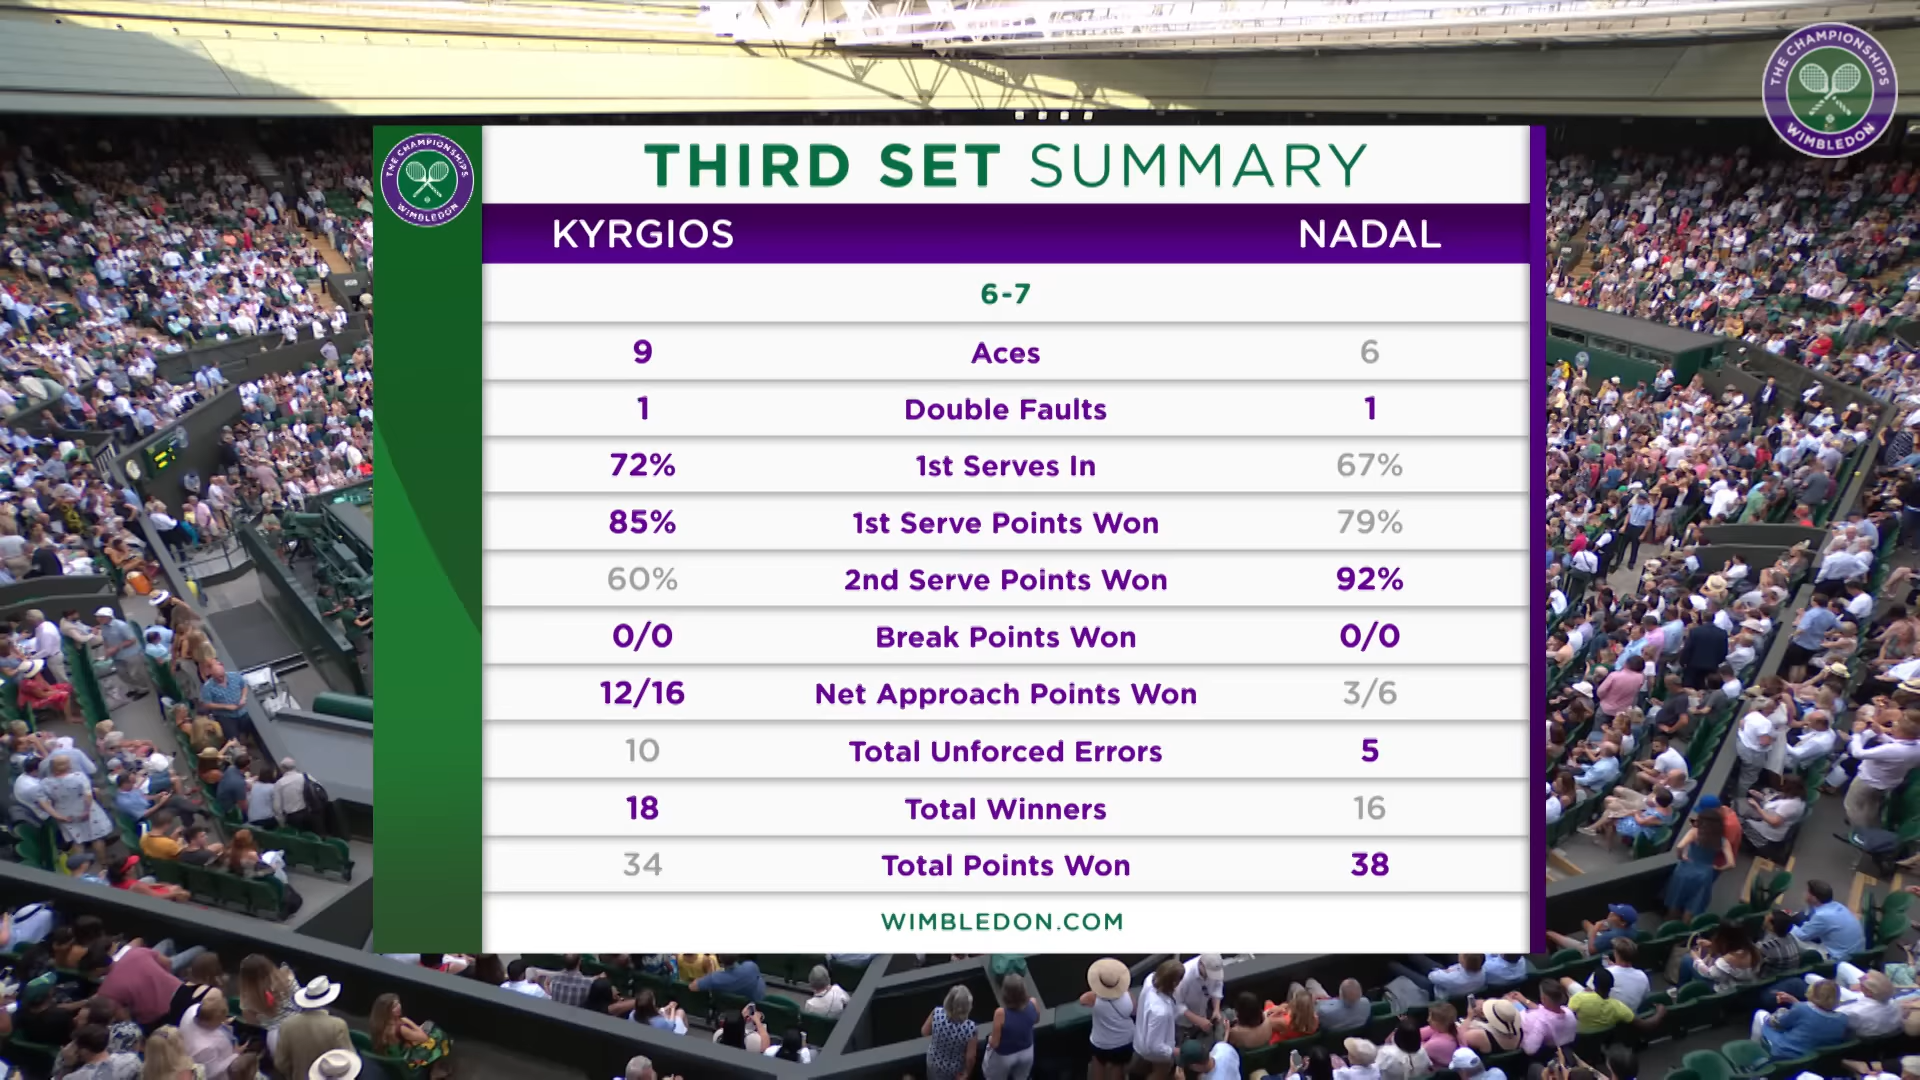 THE CHAMPIONSHIPS
WIMBLEDON
THE CHAMPIONSHIPS
WIMBLEDON
THIRD SET SUMMARY
KYRGIOS NADAL
6-7
9 Aces 6
1 Double Faults 1
72% 1st Serves In 67%
85% 1st Serve Points Won 79%
60% 2nd Serve Points Won 92%
0/0 Break Points Won 0/0
12/16 Net Approach Points Won 3/6
10 Total Unforced Errors 5
18 Total Winners 16
34 Total Points Won 38
WIMBLEDON.COM